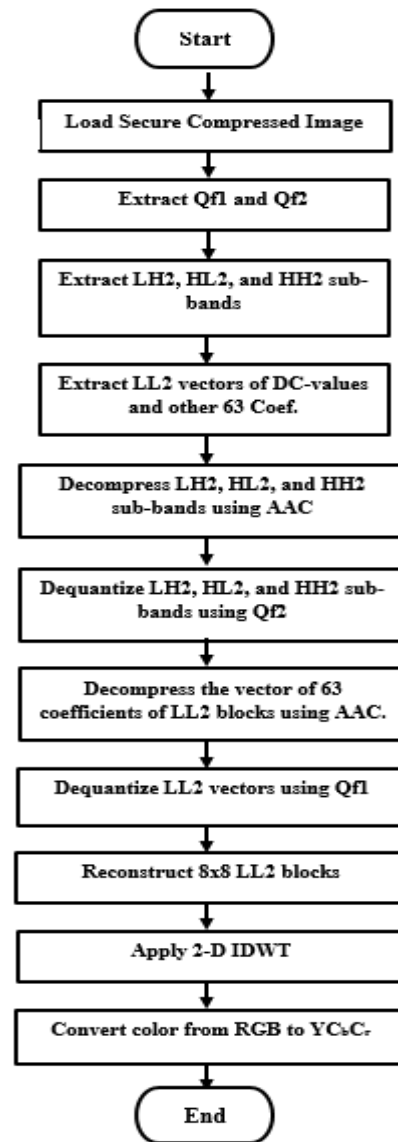 Start
Load Secure Compressed Image
Extract Qf1 and Qf2
Extract LH2, HL2, and HH2 sub-
bands
Extract LL2 vectors of DC-values
and other 63 Coef.
Decompress LH2, HL2, and HH2
sub-bands using AAC
Dequantize LH2, HL2, and HH2 sub-
bands using Qf2
Decompress the vector of 63
coefficients of LL2 blocks using AAC.
Dequantize LL2 vectors using Qf1
Reconstruct 8x8 LL2 blocks
Apply 2-D IDWT
Convert color from RGB to YCbCr
End